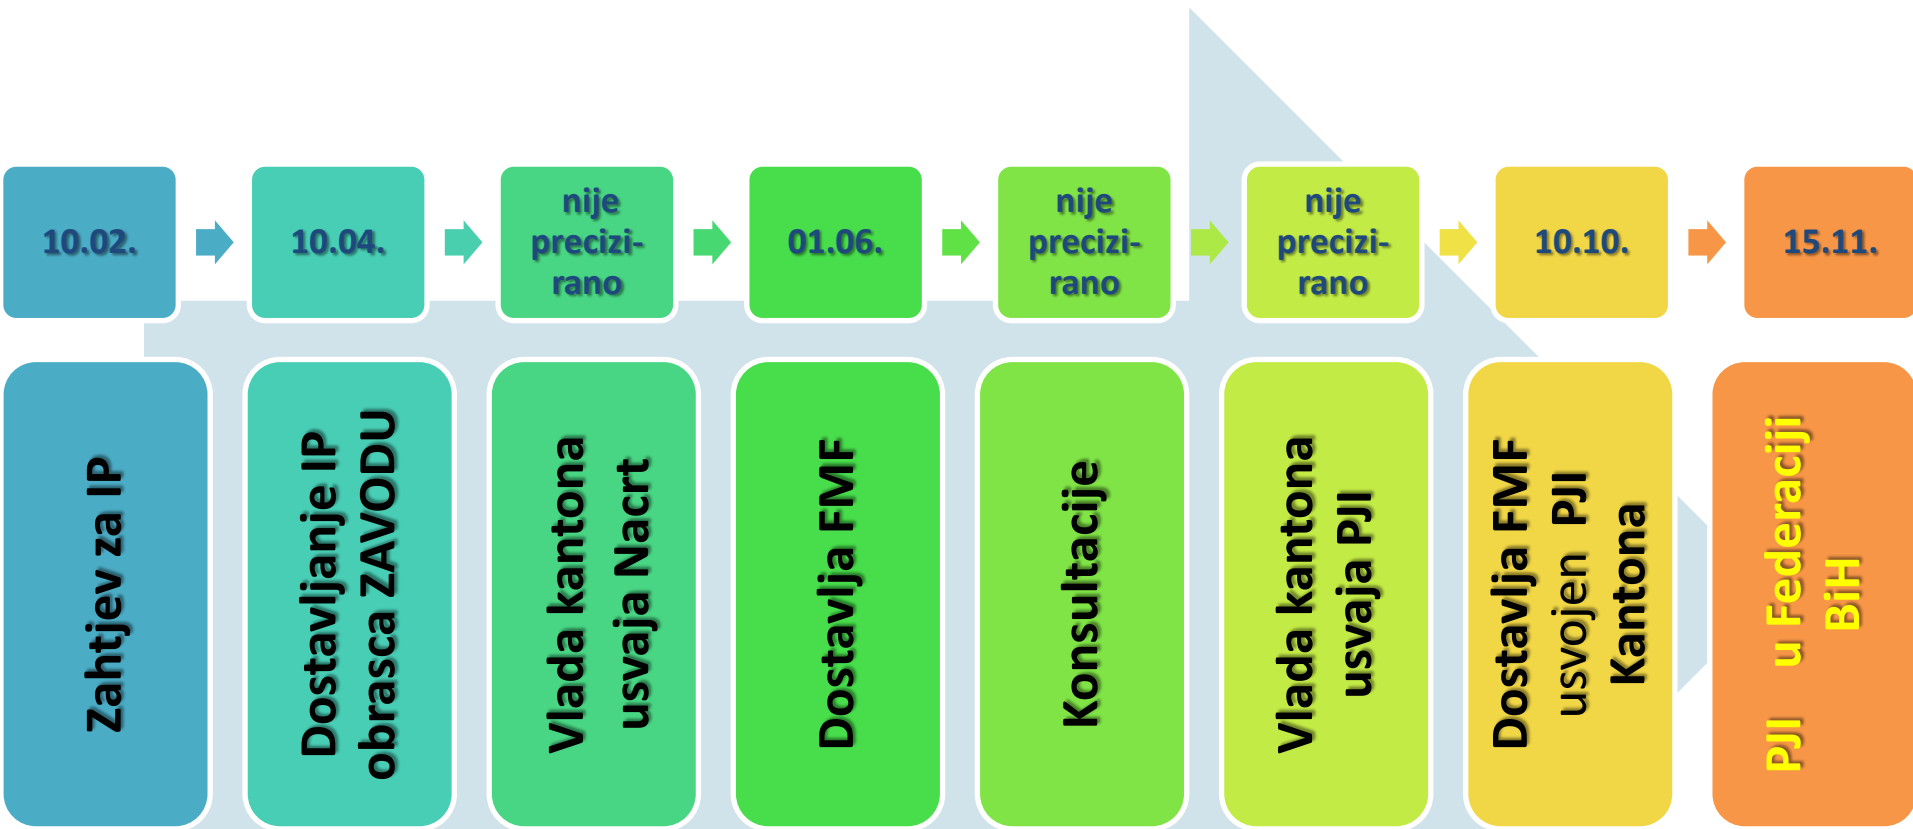 10.02.
10.04.
nije
precizi-
rano
01.06.
nije
precizi-
rano
nije
precizi-
rano
10.10.
15.11.
Zahtjev za IP
Dostavljanje IP
obrasca ZAVODU
Vlada kantona
usvaja Nacrt
Dostavlja FMF
Konsultacije
Vlada kantona
usvaja PJI
Dostavlja FMF
usvojen PJI
Kantona
PJI u Federaciji
BiH